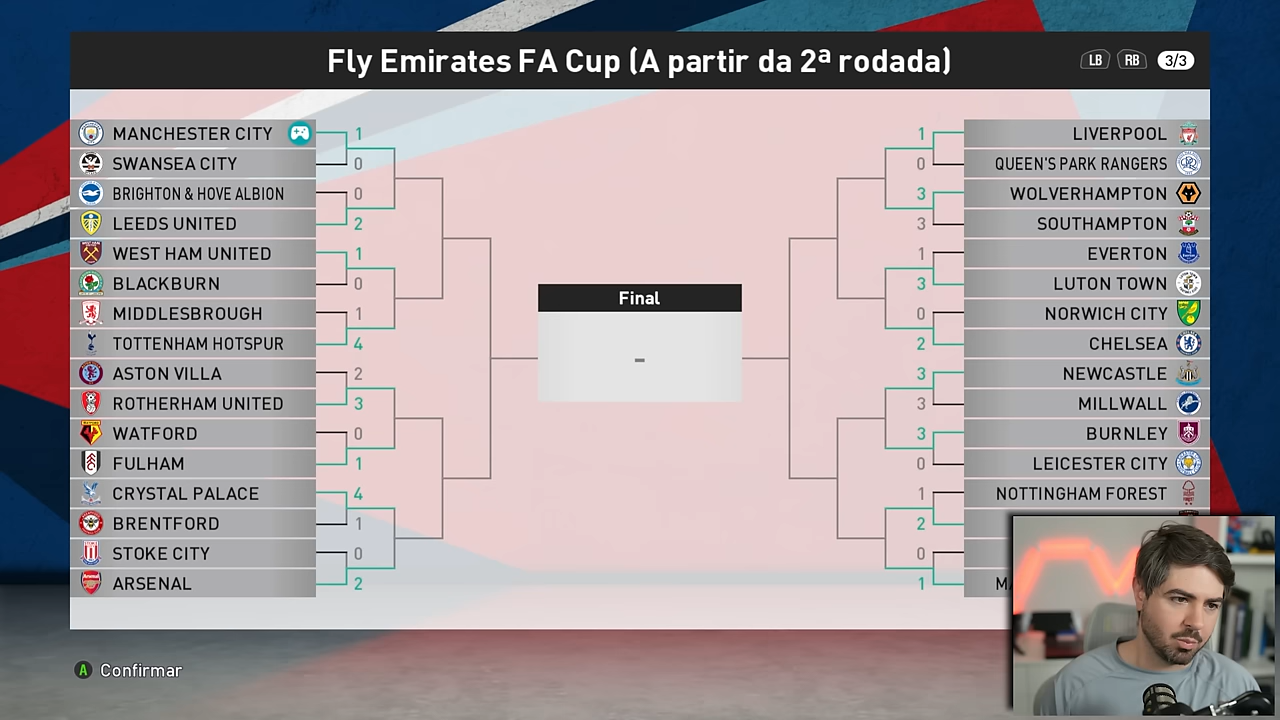 Fly Emirates FA Cup (A partir da 2ª rodada)
LB RB 3/3
MANCHESTER CITY 1
SWANSEA CITY 0
BRIGHTON & HOVE ALBION 0
LEEDS UNITED 2
WEST HAM UNITED 1
BLACKBURN 0
MIDDLESBROUGH 1
TOTTENHAM HOTSPUR 4
ASTON VILLA 2
ROTHERHAM UNITED 3
WATFORD 0
FULHAM 1
CRYSTAL PALACE 4
BRENTFORD 1
STOKE CITY 0
ARSENAL 2
Final
-
1 LIVERPOOL
0 QUEEN'S PARK RANGERS
3 WOLVERHAMPTON
3 SOUTHAMPTON
1 EVERTON
3 LUTON TOWN
0 NORWICH CITY
2 CHELSEA
3 NEWCASTLE
3 MILLWALL
3 BURNLEY
0 LEICESTER CITY
1 NOTTINGHAM FOREST
2
0
1
A Confirmar